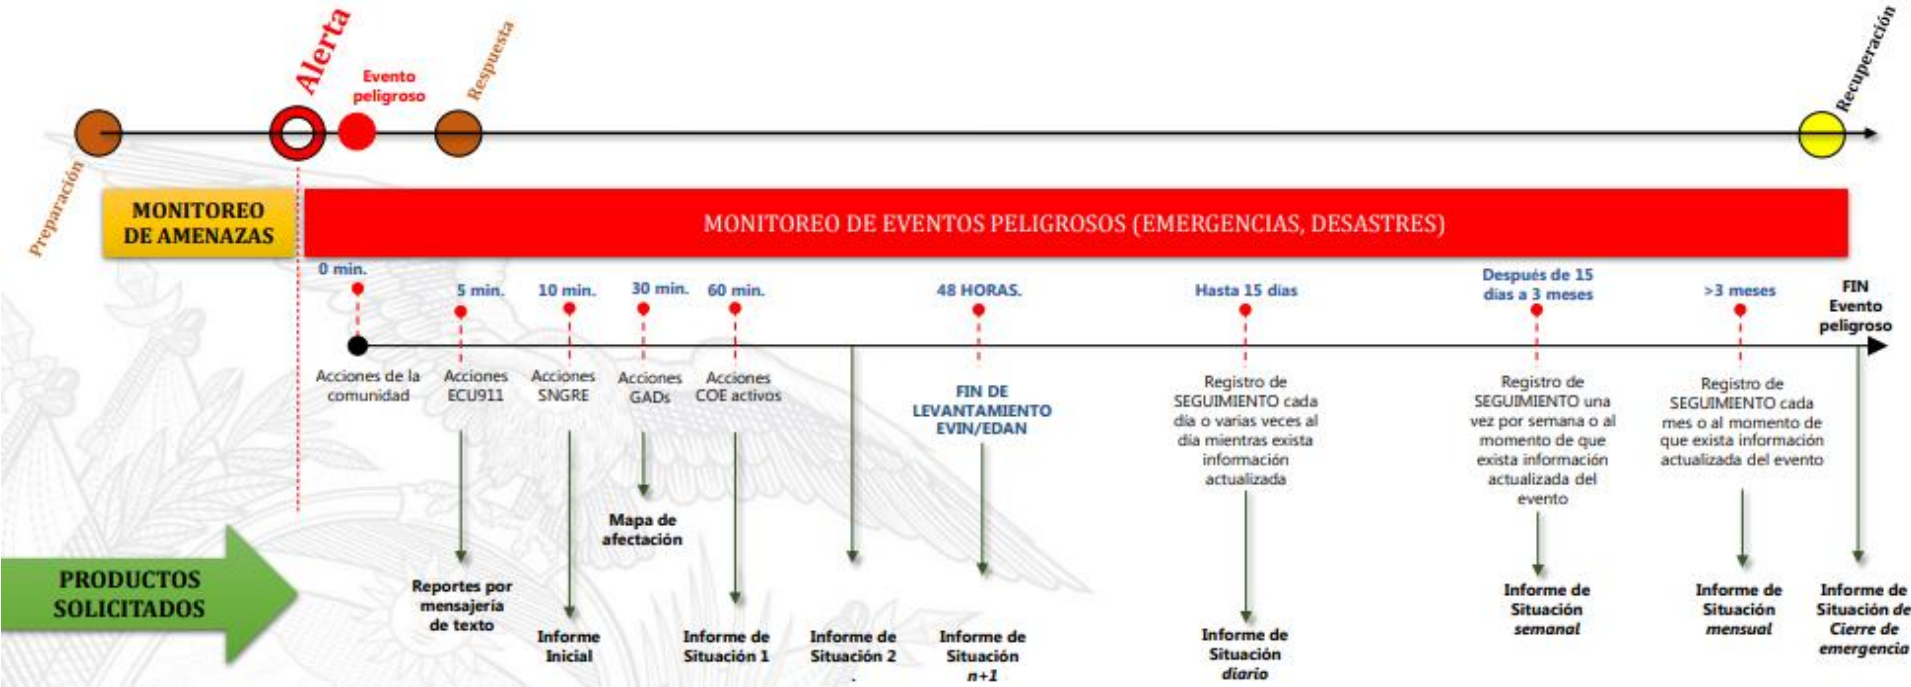 Alerta
Evento
peligroso
Respuesta
Recuperación
Preparación
MONITOREO
DE AMENAZAS
MONITOREO DE EVENTOS PELIGROSOS (EMERGENCIAS, DESASTRES)
0 min.
5 min.
10 min.
30 min.
60 min.
48 HORAS.
Hasta 15 dias
Después de 15
dias a 3 meses
>3 meses
FIN
Evento
peligroso
Acciones de la
comunidad
Acciones
ECU911
Acciones
SNGRE
Acciones
GADs
Acciones
COE activos
FIN DE
LEVANTAMIENTO
EVIN/EDAN
Registro de
SEGUIMIENTO cada
día o varias veces al
día mientras exista
información
actualizada
Registro de
SEGUIMIENTO una
vez por semana o al
momento de que
exista información
actualizada del
evento
Registro de
SEGUIMIENTO cada
mes o al momento de
que exista información
actualizada del evento
PRODUCTOS
SOLICITADOS
Reportes por
mensajería
de texto
Informe
Inicial
Mapa de
afectación
Informe de
Situación 1
Informe de
Situación 2
.
Informe de
Situación
n+1
Informe de
Situación
diario
Informe de
Situación
semanal
Informe de
Situación
mensual
Informe de
Situación de
Cierre de
emergencia